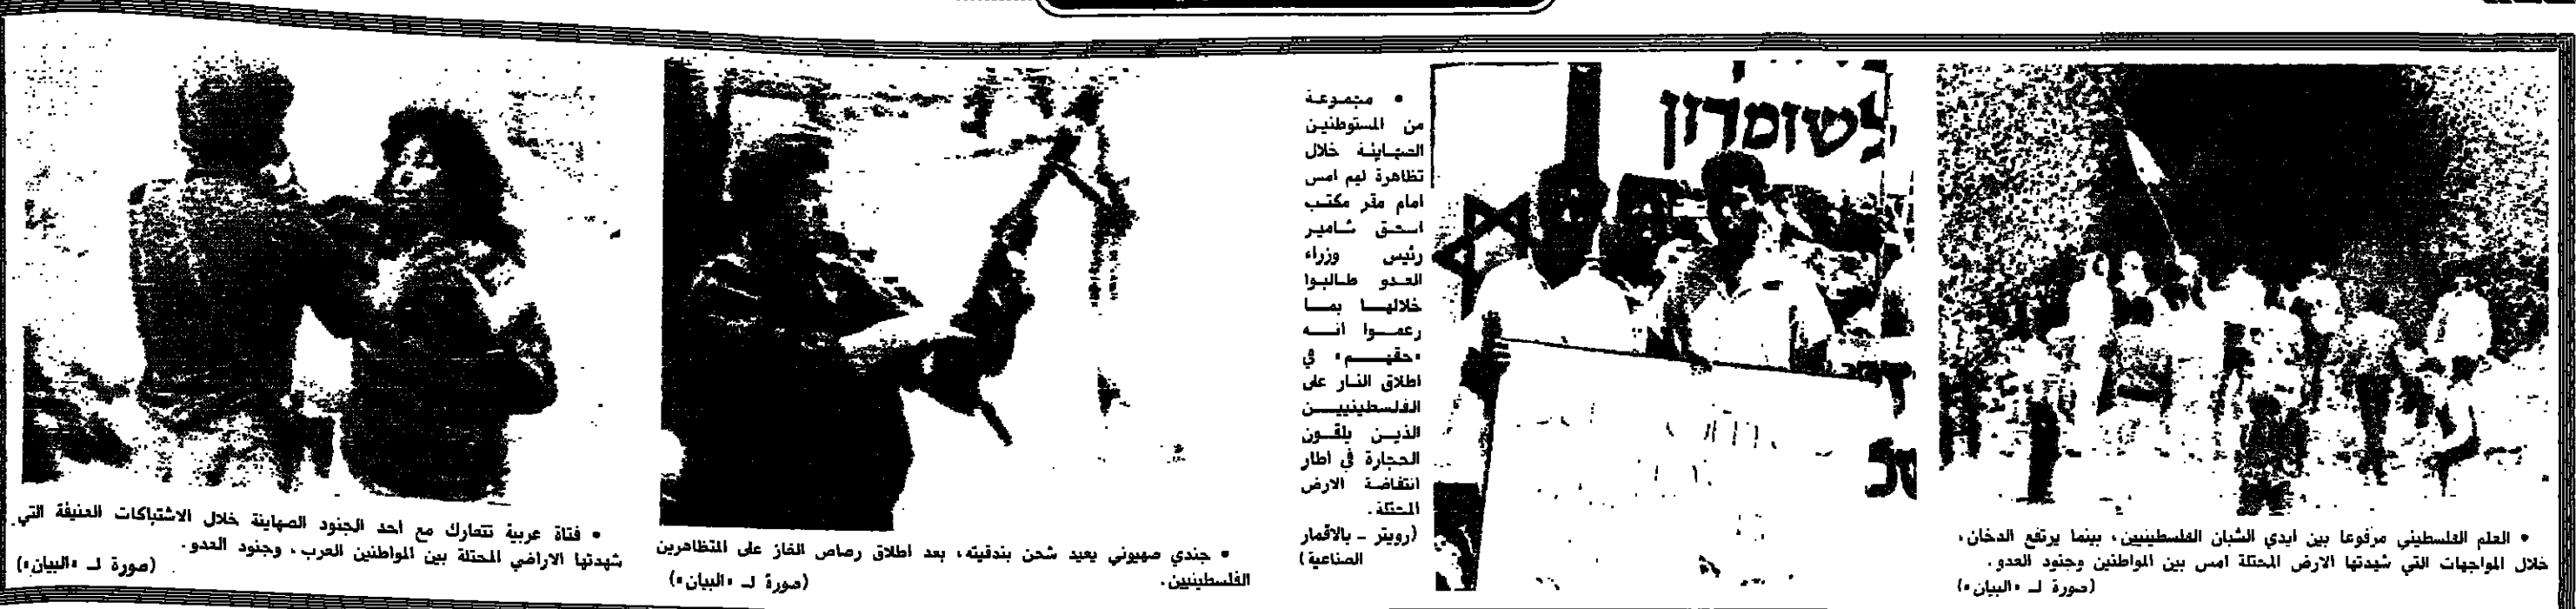 • العلم الفلسطيني مرفوعا بين ايدي الشبان الفلسطينيين، بينما يرتفع الدخان،
خلال المواجهات التي شهدتها الارض المحتلة امس بين المواطنين وجنود العدو.
(صورة لـ «البيان»)
לשומרון
• مجموعة
من المستوطنين
الصهاينة خلال
تظاهرة لهم امس
امام مقر مكتب
اسحق شامير
رئيس وزراء
العدو طالبوا
خلالها بما
زعموا انه
«حقهم» في
اطلاق النار على
الفلسطينيين
الذين يلقون
الحجارة في اطار
انتفاضة الارض
المحتلة.
(رويتر - بالاقمار
الصناعية)
• جندي صهيوني يعيد شحن بندقيته، بعد اطلاق رصاص الغاز على المتظاهرين
الفلسطينيين.
(صورة لـ «البيان»)
• فتاة عربية تتعارك مع احد الجنود الصهاينة خلال الاشتباكات العنيفة التي
شهدتها الاراضي المحتلة بين المواطنين العرب، وجنود العدو.
(صورة لـ «البيان»)